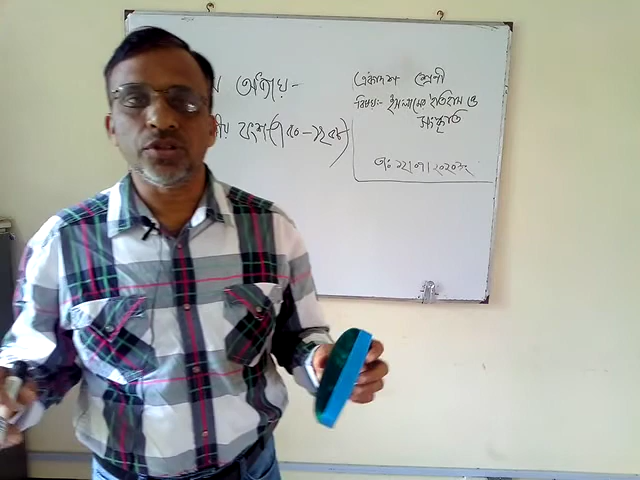 অধ্যায়-
বংশ (৭৫০-১২৫৮)
একাদশ শ্রেণী
বিষয়:- ইসলামের ইতিহাস ও
সংস্কৃতি